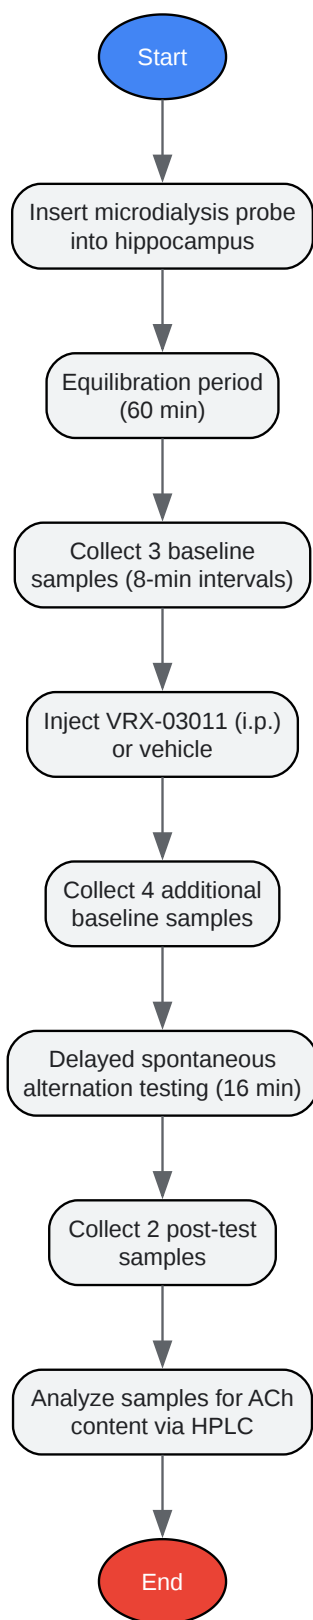 Start
Insert microdialysis probe
into hippocampus
Equilibration period
(60 min)
Collect 3 baseline
samples (8-min intervals)
Inject VRX-03011 (i.p.)
or vehicle
Collect 4 additional
baseline samples
Delayed spontaneous
alternation testing (16 min)
Collect 2 post-test
samples
Analyze samples for ACh
content via HPLC
End